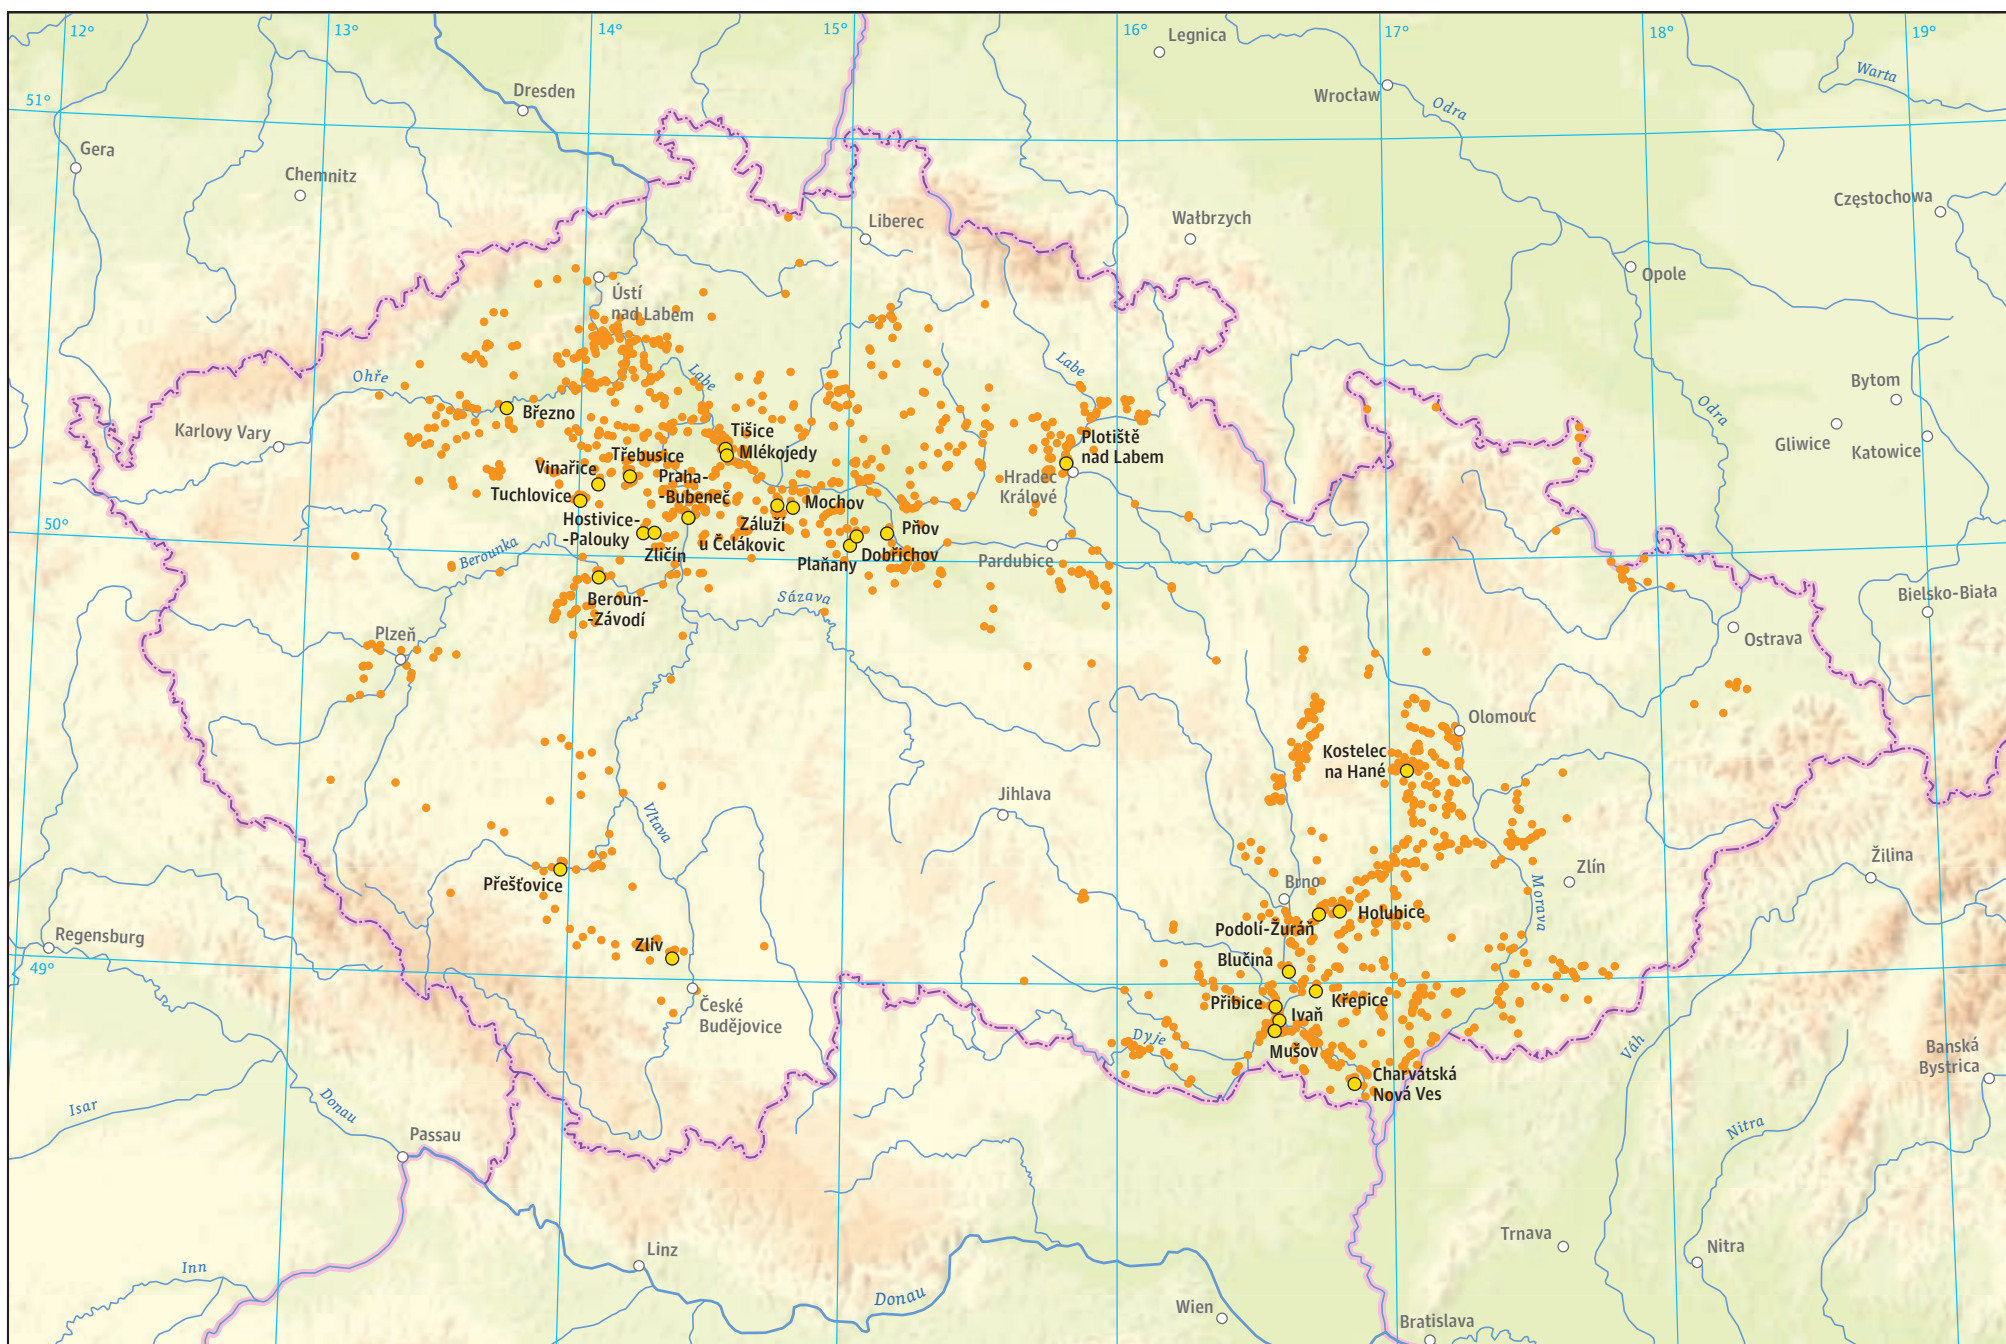 12°
13°
14°
15°
16°
17°
18°
19°
Legnica
Warta
Dresden
Wrocław
Odra
51°
Gera
Chemnitz
Częstochowa
Liberec
Wałbrzych
Opole
Ústí
nad Labem
Labe
Labe
Ohře
Bytom
Odra
Březno
Karlovy Vary
Tišice
Mlékojedy
Plotiště
nad Labem
Gliwice
Katowice
Třebusice
Vinařice
Praha-
-Bubeneč
Tuchlovice
Hradec
Králové
Mochov
50°
Hostivice-
-Palouky
Záluží
u Čelákovic
Pňov
Zličín
Dobřichov
Plaňany
Pardubice
Berounka
Beroun-
-Závodí
Sázava
Bielsko-Biała
Plzeň
Ostrava
Olomouc
Kostelec
na Hané
Jihlava
Vltava
Žilina
Zlín
Přešťovice
Brno
Morava
Holubice
Podolí-Žuráň
Regensburg
Zliv
Blučina
49°
České
Budějovice
Přibice
Křepice
Ivaň
Dyje
Mušov
Váh
Banská
Bystrica
Charvátská
Nová Ves
Isar
Donau
Passau
Nitra
Trnava
Nitra
Linz
Inn
Donau
Wien
Bratislava